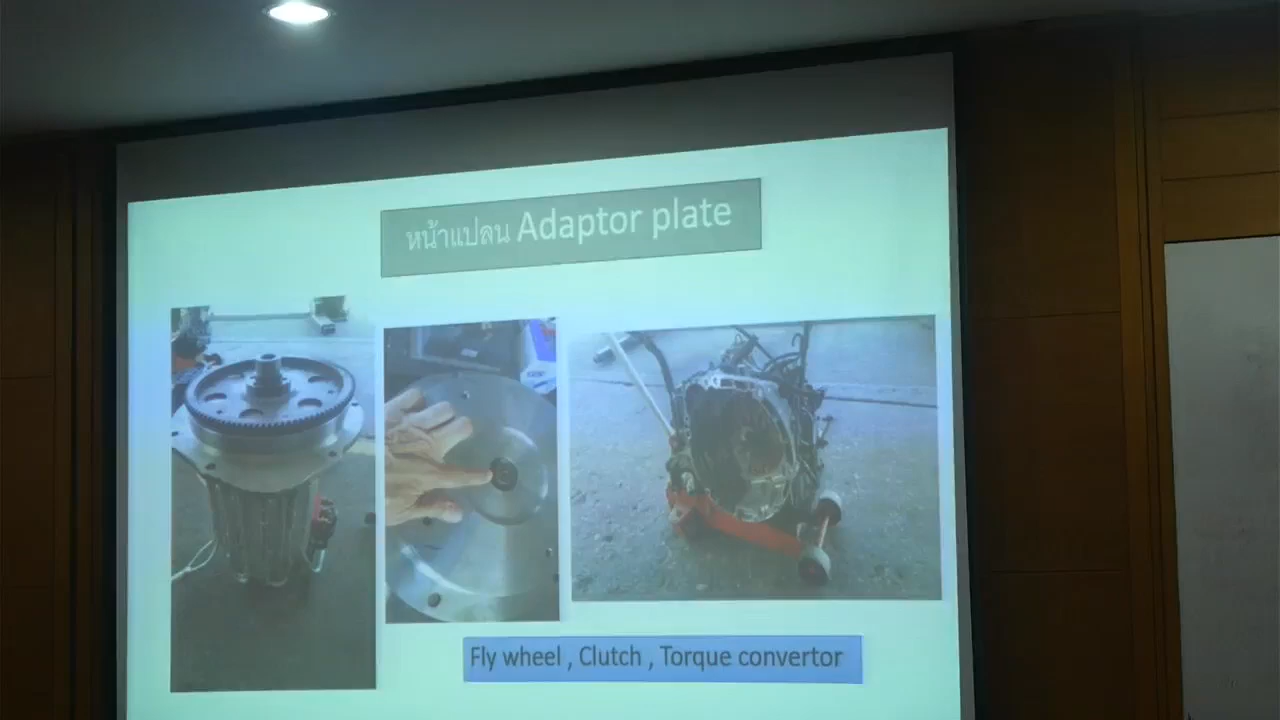 หน้าแปลน Adaptor plate
Fly wheel , Clutch , Torque convertor